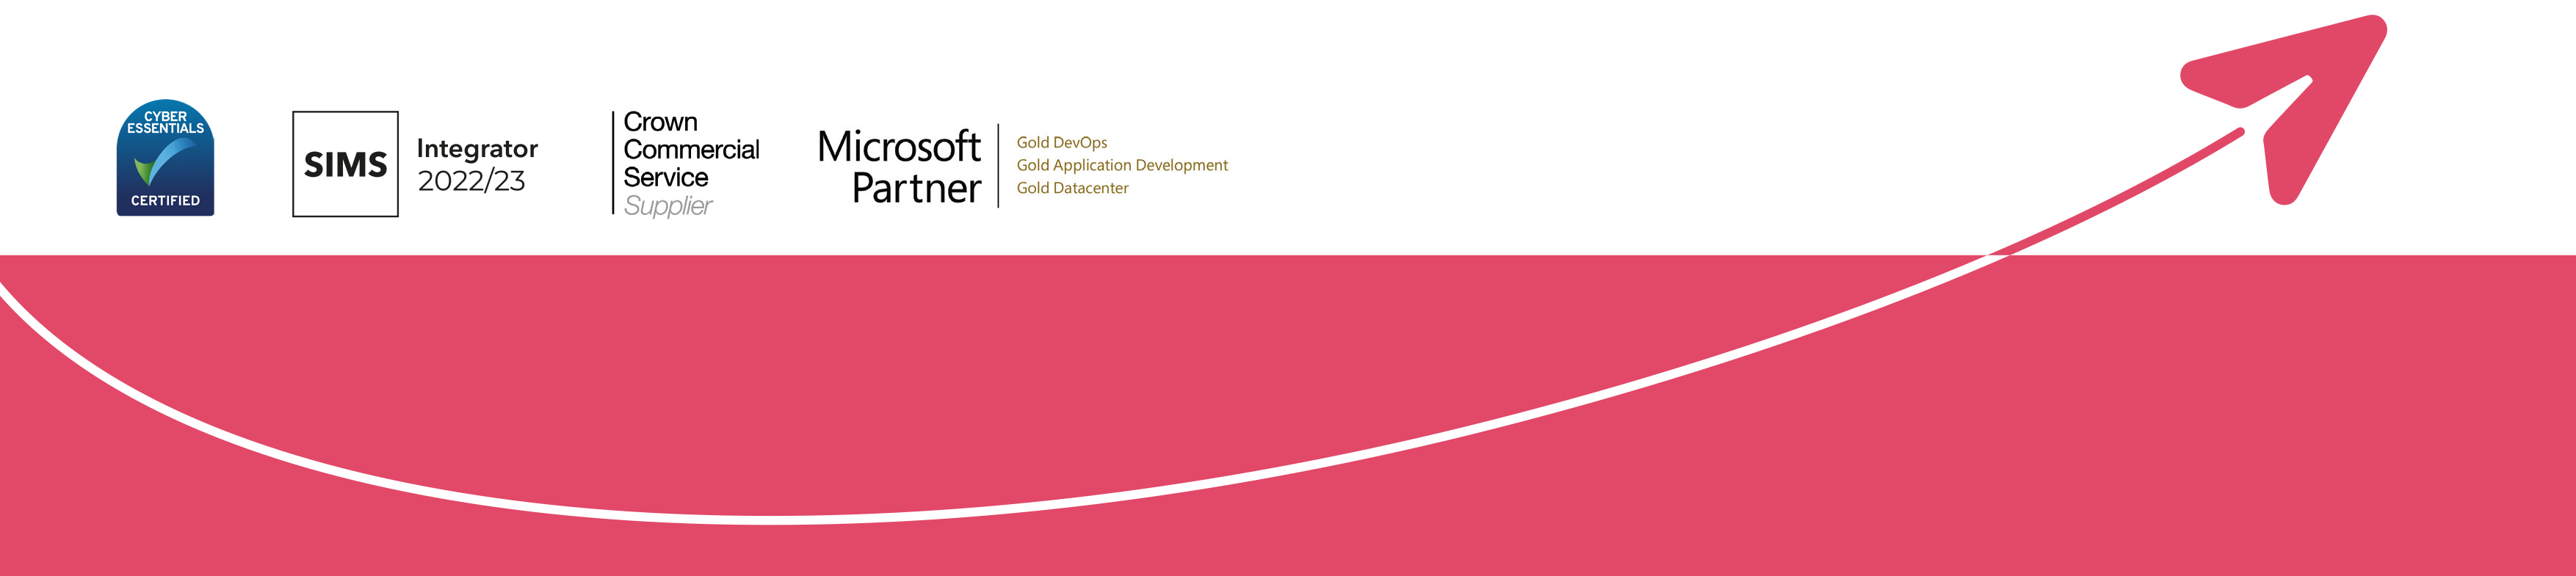 CYBER
ESSENTIALS
CERTIFIED
SIMS
Integrator
2022/23
Crown
Commercial
Service
Supplier
Microsoft
Partner
Gold DevOps
Gold Application Development
Gold Datacenter